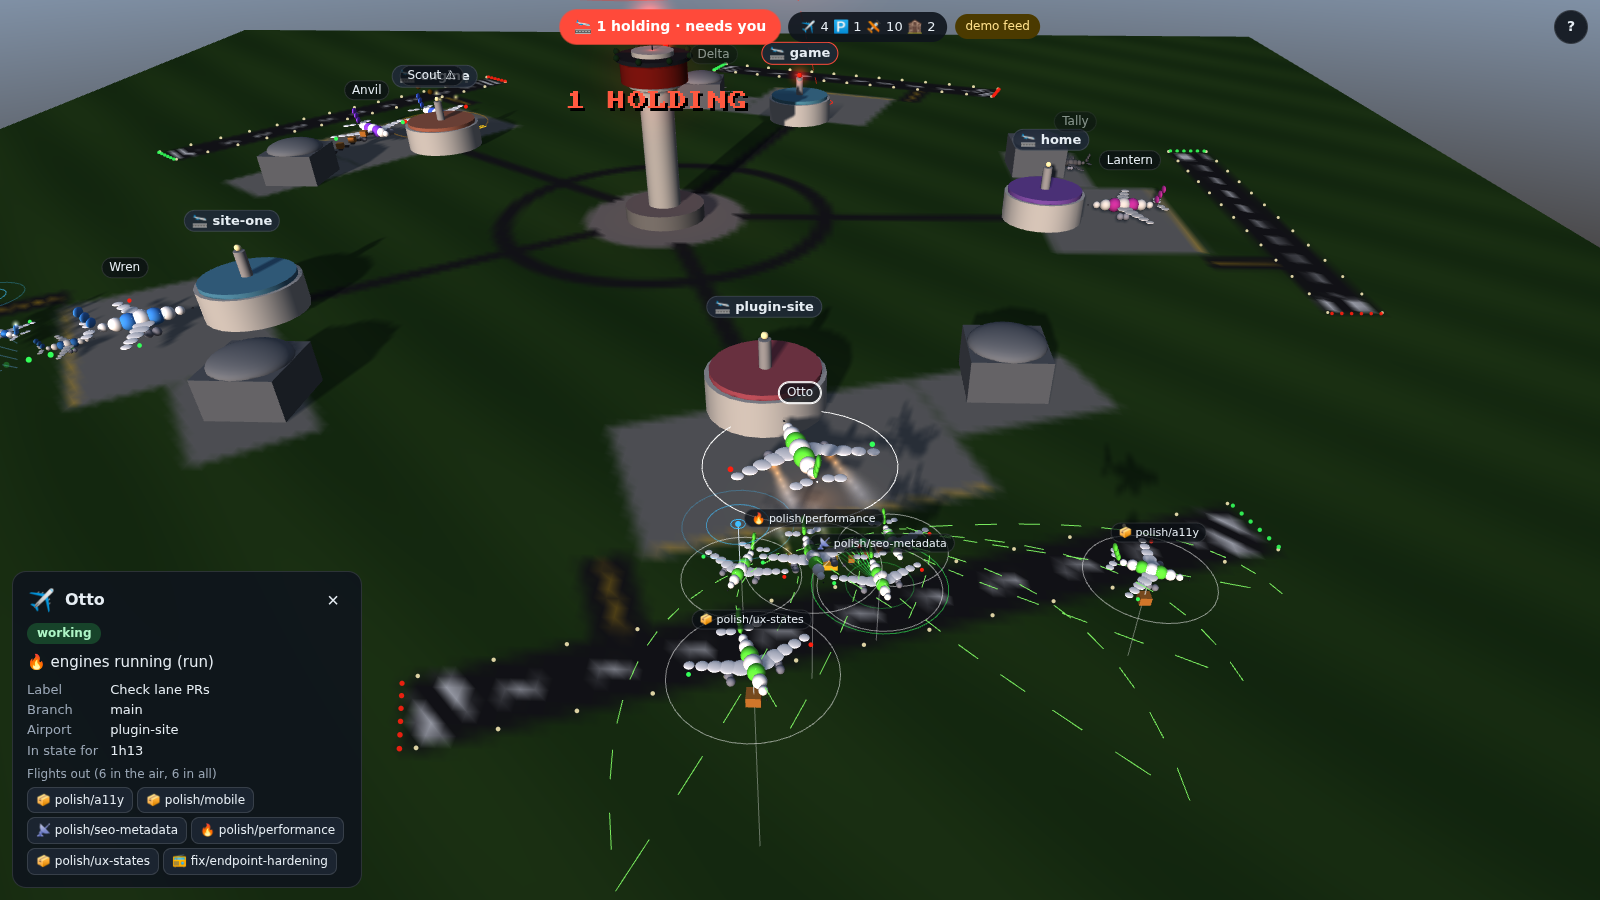 1 holding · needs you
4 P 1 10 2
demo feed
?
Delta
game
Scout
Anvil
1 HOLDING
Tally
home
Lantern
site-one
Wren
plugin-site
Otto
polish/performance
polish/seo-metadata
polish/a11y
polish/ux-states
Otto
×
working
engines running (run)
Label Check lane PRs
Branch main
Airport plugin-site
In state for 1h13
Flights out (6 in the air, 6 in all)
polish/a11y polish/mobile
polish/seo-metadata polish/performance
polish/ux-states fix/endpoint-hardening